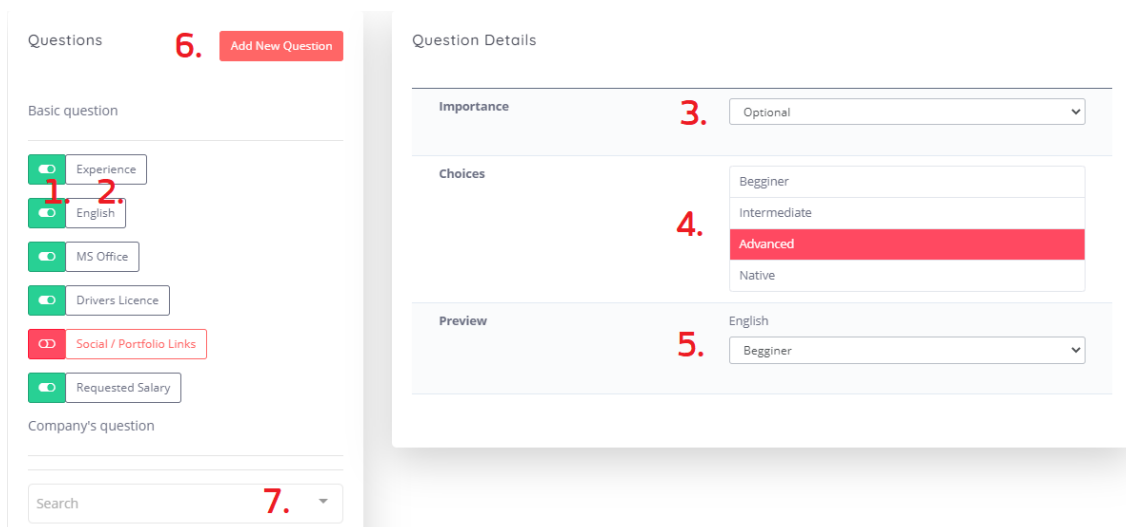 Questions
6.
Add New Question
Basic question
Experience
1. 2.
English
MS Office
Drivers Licence
Social / Portfolio Links
Requested Salary
Company's question
Search
7.
Question Details
Importance
3.
Optional
Choices
4.
Begginer
Intermediate
Advanced
Native
Preview
5.
English
Begginer